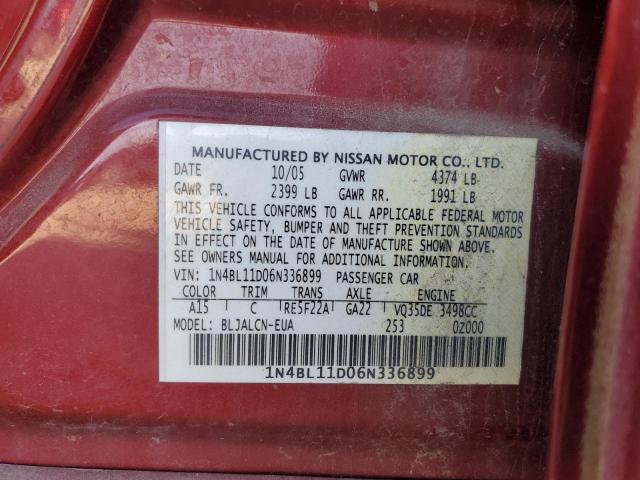 MANUFACTURED BY NISSAN MOTOR CO., LTD.
DATE 10/05 GVWR 4374 LB
GAWR FR. 2399 LB GAWR RR. 1991 LB
THIS VEHICLE CONFORMS TO ALL APPLICABLE FEDERAL MOTOR
VEHICLE SAFETY, BUMPER AND THEFT PREVENTION STANDARDS
IN EFFECT ON THE DATE OF MANUFACTURE SHOWN ABOVE.
SEE OWNERS MANUAL FOR ADDITIONAL INFORMATION.
VIN: 1N4BL11D06N336899 PASSENGER CAR
COLOR TRIM TRANS AXLE ENGINE
A15 C RE5F22A GA22 VQ35DE 3498CC
MODEL: BLJALCN-EUA 253 0Z000
1N4BL11D06N336899